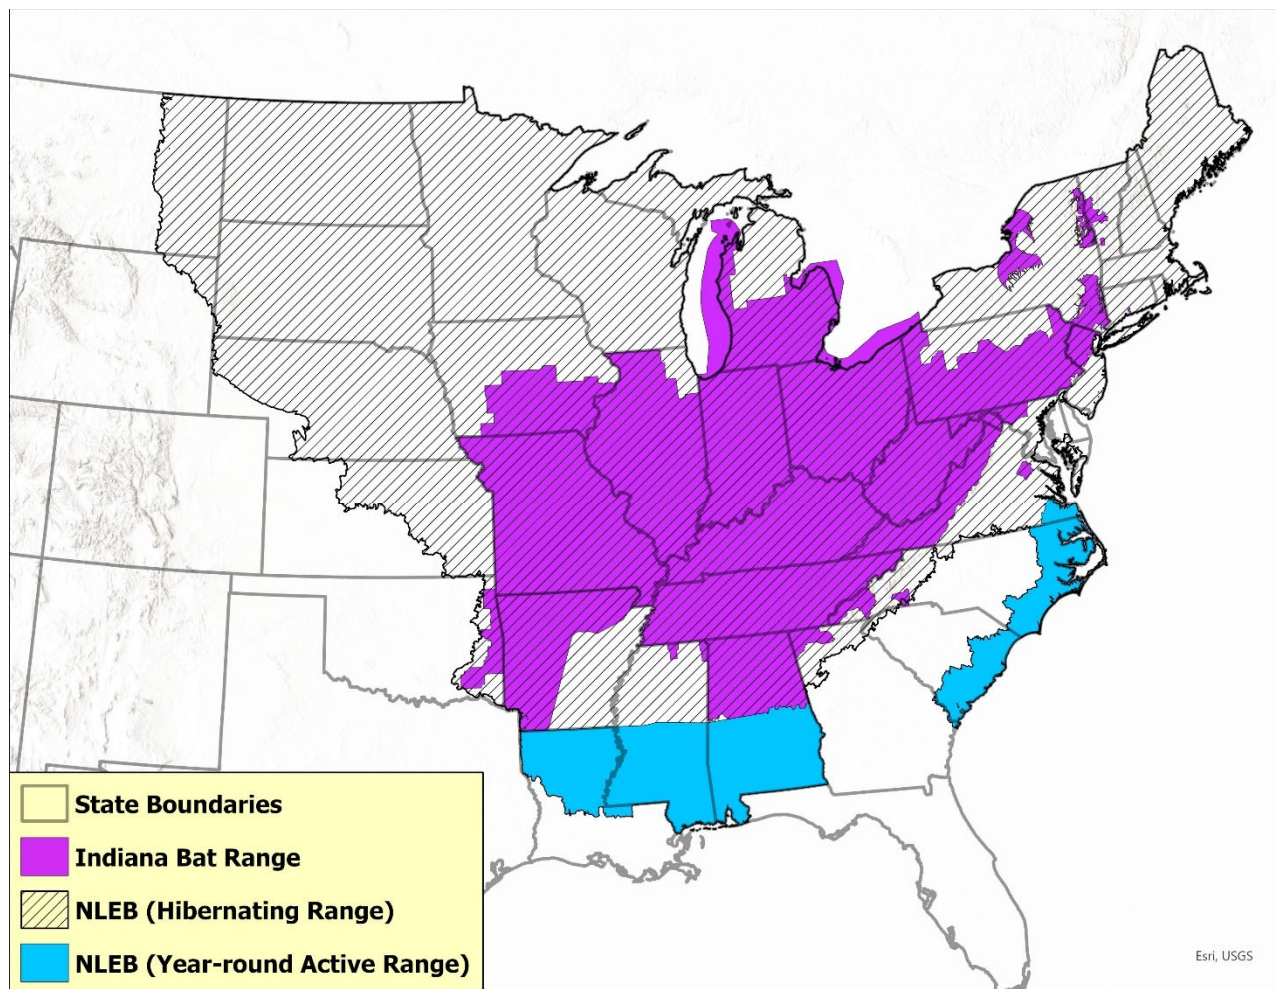 State Boundaries
Indiana Bat Range
NLEB (Hibernating Range)
NLEB (Year-round Active Range)
Esri, USGS